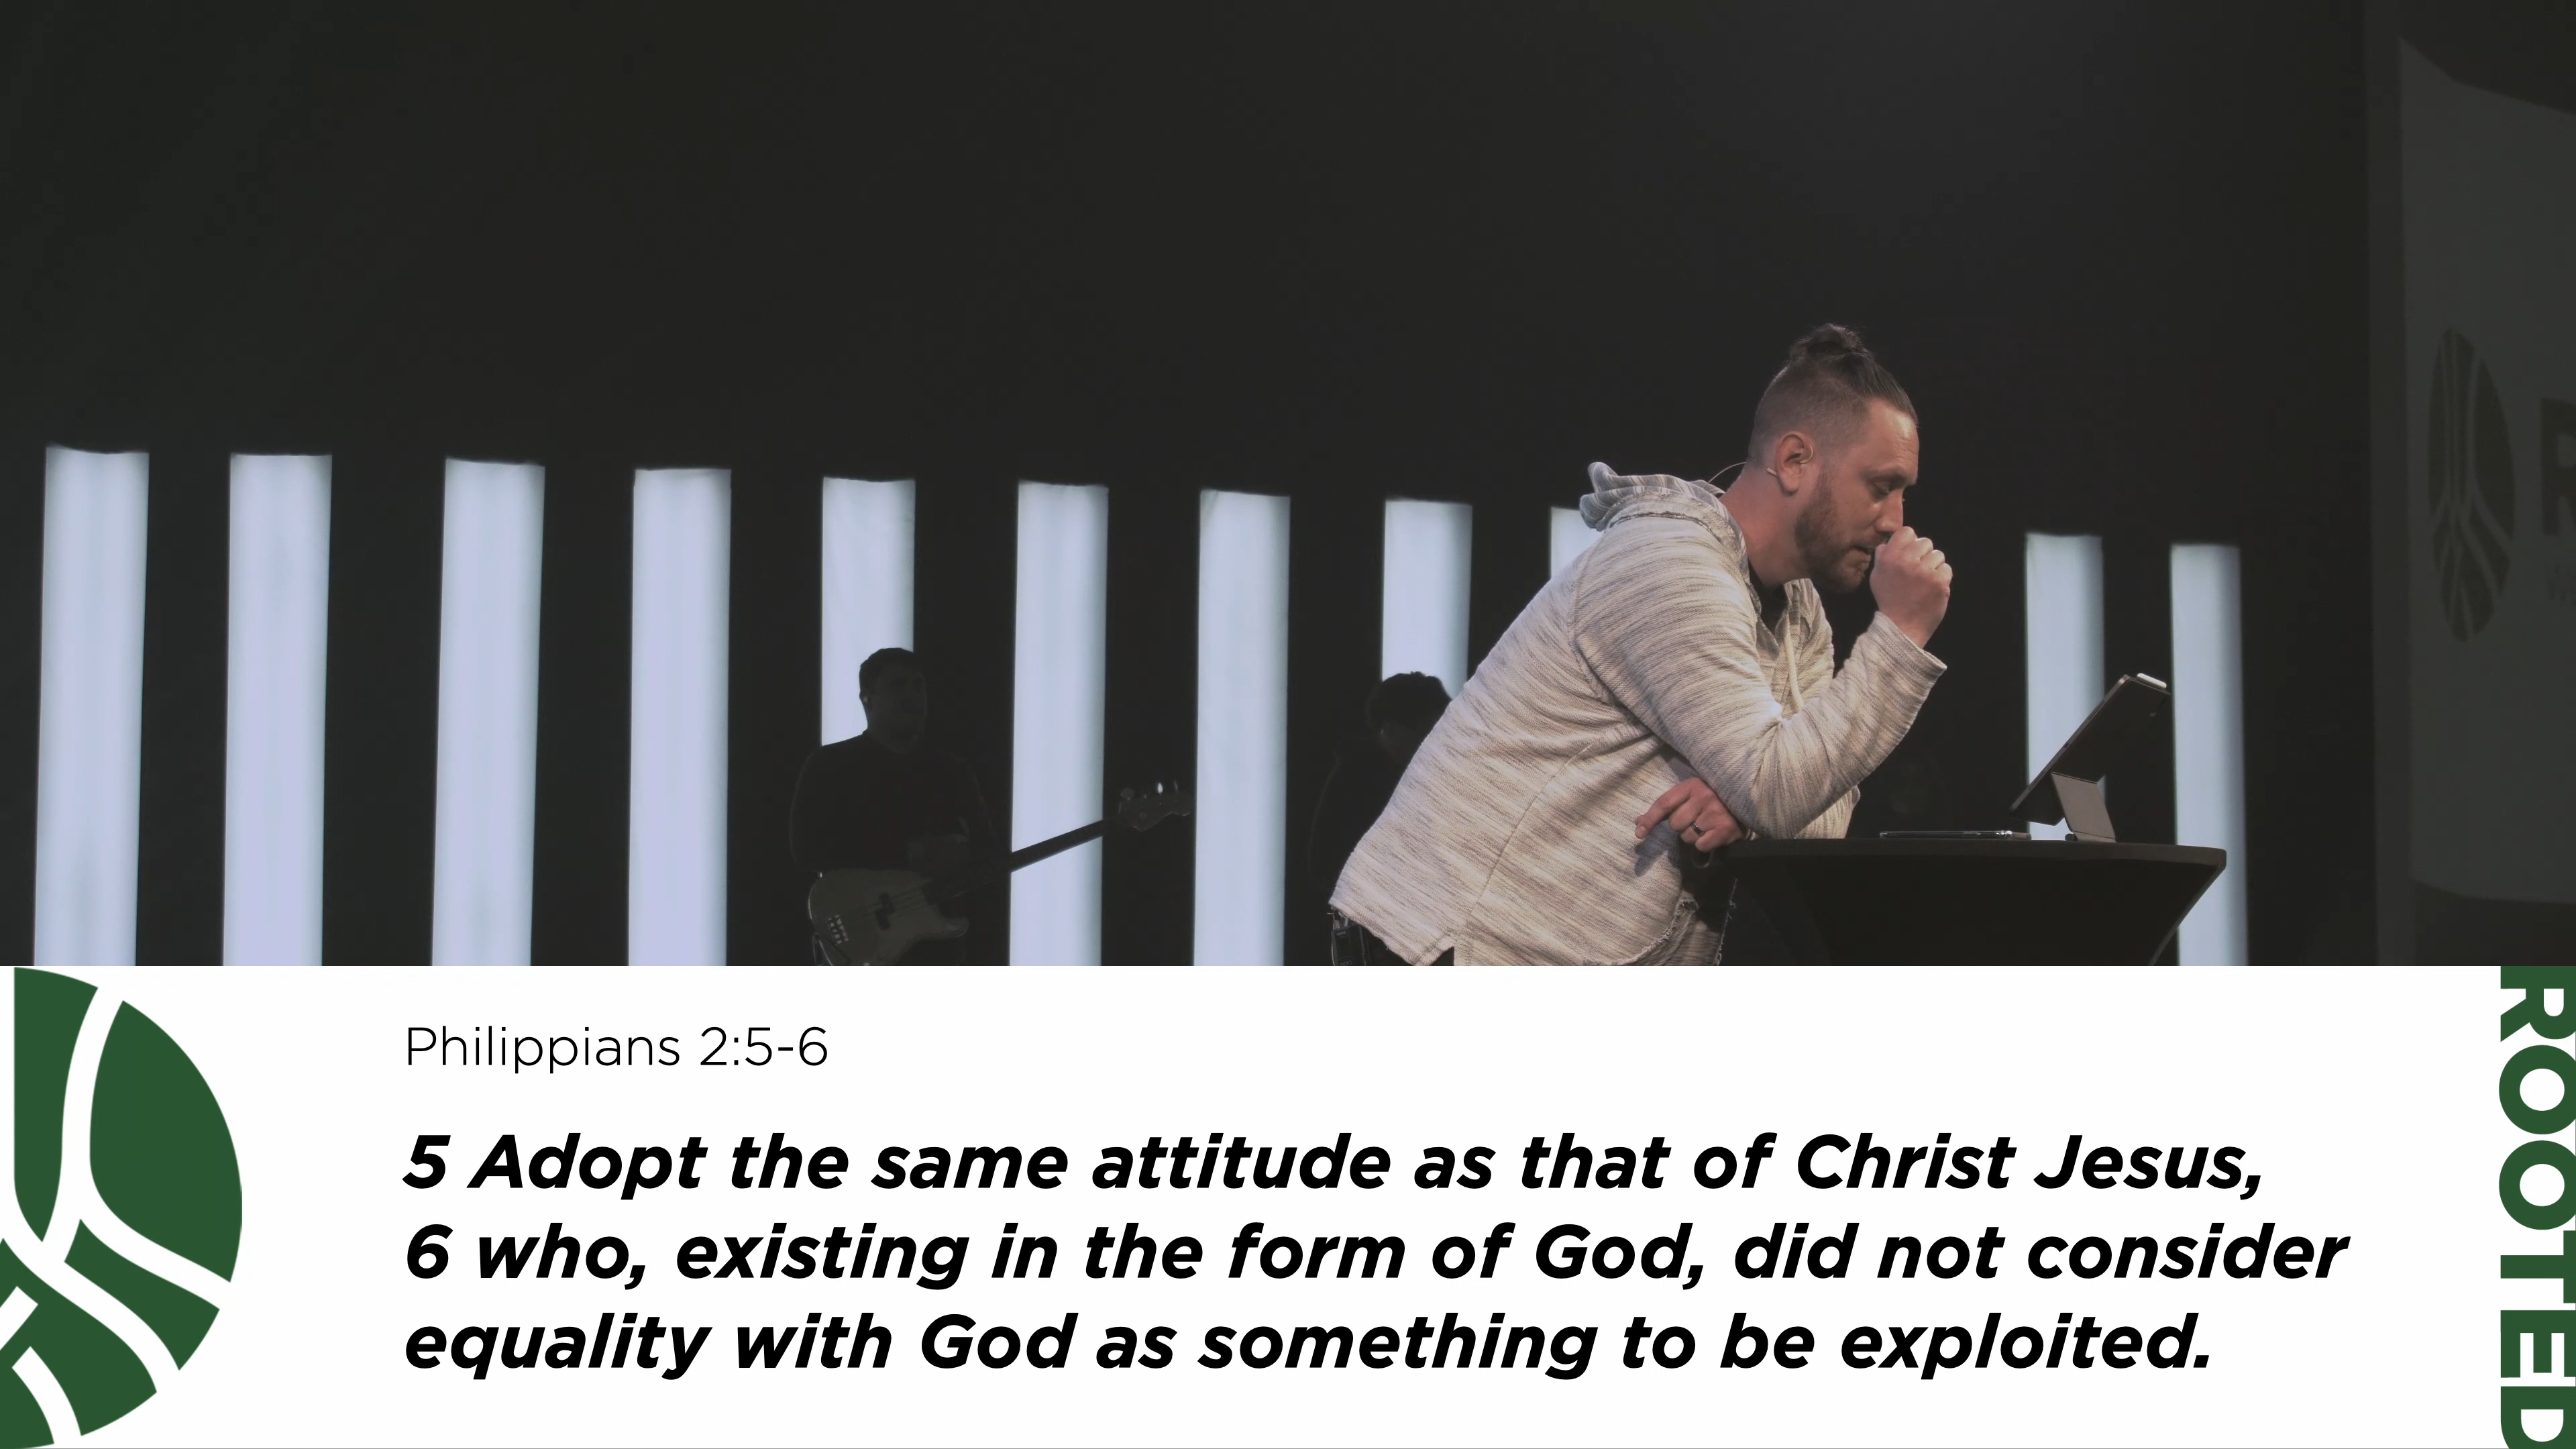 Philippians 2:5-6
5 Adopt the same attitude as that of Christ Jesus,
6 who, existing in the form of God, did not consider
equality with God as something to be exploited.
ROOTED